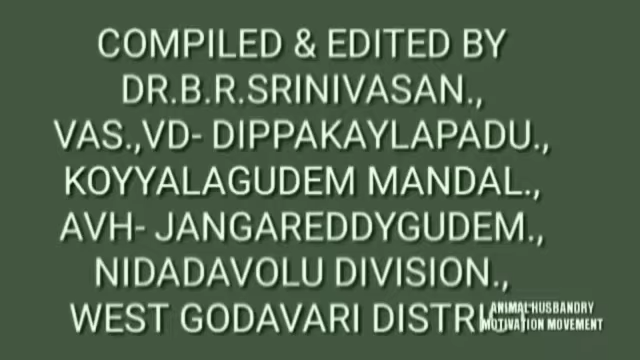 COMPILED & EDITED BY
DR.B.R.SRINIVASAN.,
VAS.,VD- DIPPAKAYLAPADU.,
KOYYALAGUDEM MANDAL.,
AVH- JANGAREDDYGUDEM.,
NIDADAVOLU DIVISION.,
WEST GODAVARI
ANIMAL HUSBANDRY
MOTIVATION MOVEMENT